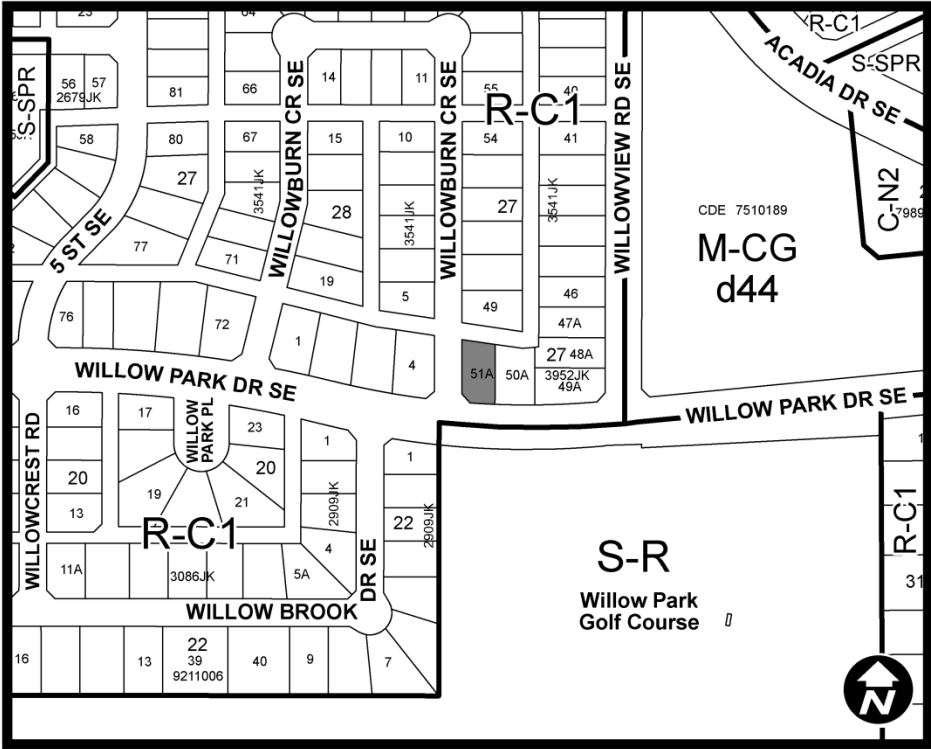 23
64
R-C1
S-SPR
ACADIA DR SE
S-SPR
56
57
2679JK
81
66
14
11
55
40
R-C1
58
80
67
15
10
54
41
27
3541JK
28
3541JK
27
3541JK
WILLOWBURN CR SE
WILLOWBURN CR SE
WILLOWVIEW RD SE
CDE 7510189
M-CG
d44
C-N2
7989
5 ST SE
77
71
19
5
49
46
47A
76
72
1
4
51A
50A
27 48A
3952JK
49A
WILLOW PARK DR SE
WILLOW PARK DR SE
WILLOWCREST RD
16
17
WILLOW
PARK PL
23
1
1
20
20
13
19
21
2909JK
22
2909JK
R-C1
R-C1
4
11A
3086JK
5A
31
S-R
Willow Park
Golf Course
WILLOW BROOK
DR SE
16
13
22
39
9211006
40
9
7
N